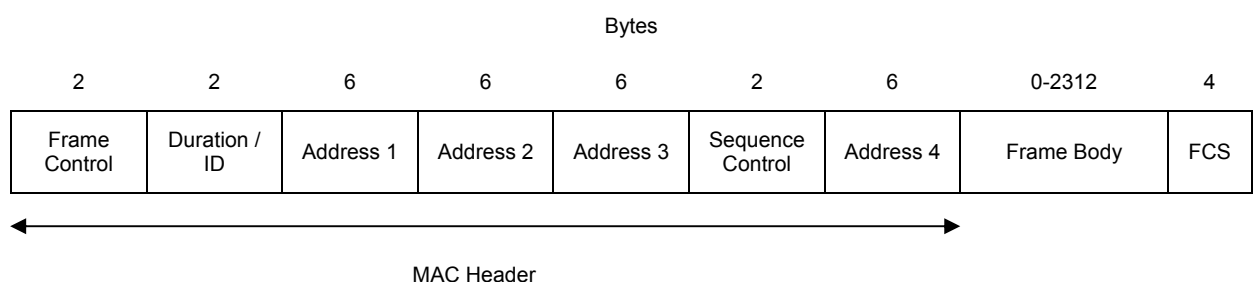 Bytes
2 2 6 6 6 2 6 0-2312 4
Frame Control Duration / ID Address 1 Address 2 Address 3 Sequence Control Address 4 Frame Body FCS
MAC Header